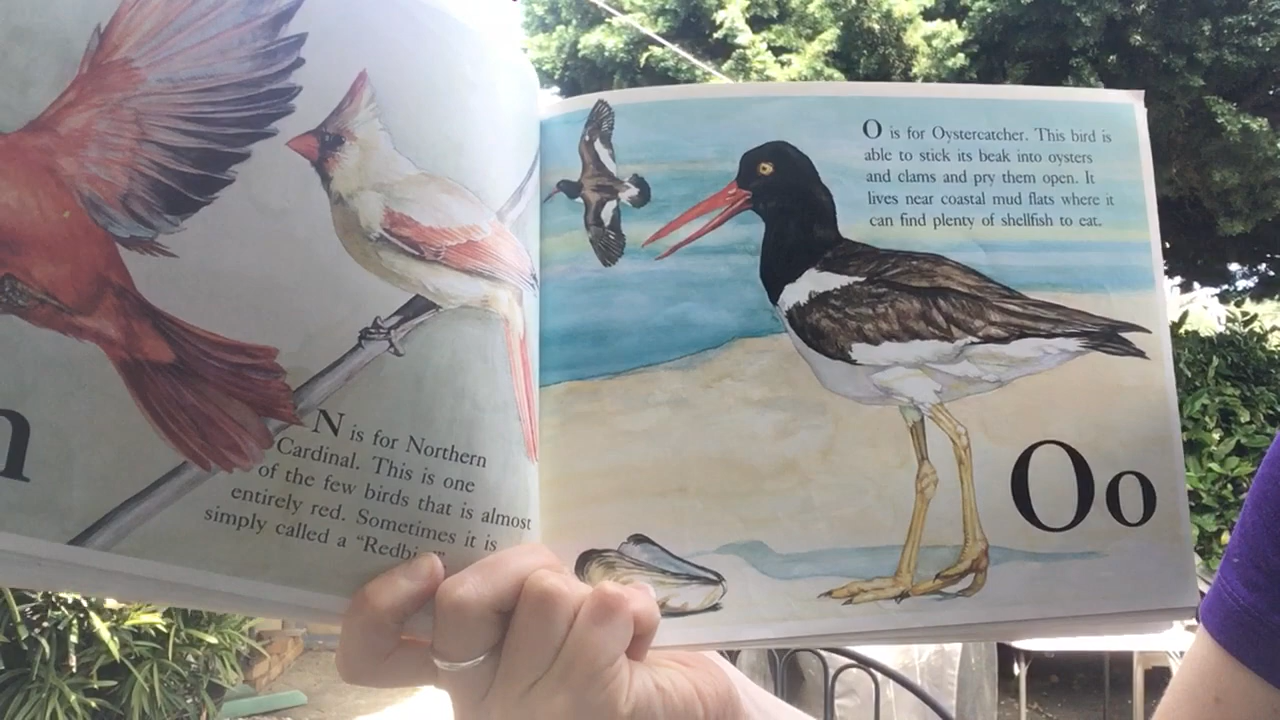 n
N is for Northern
Cardinal. This is one
of the few birds that is almost
entirely red. Sometimes it is
simply called a "Redbi
O is for Oystercatcher. This bird is
able to stick its beak into oysters
and clams and pry them open. It
lives near coastal mud flats where it
can find plenty of shellfish to eat.
Oo